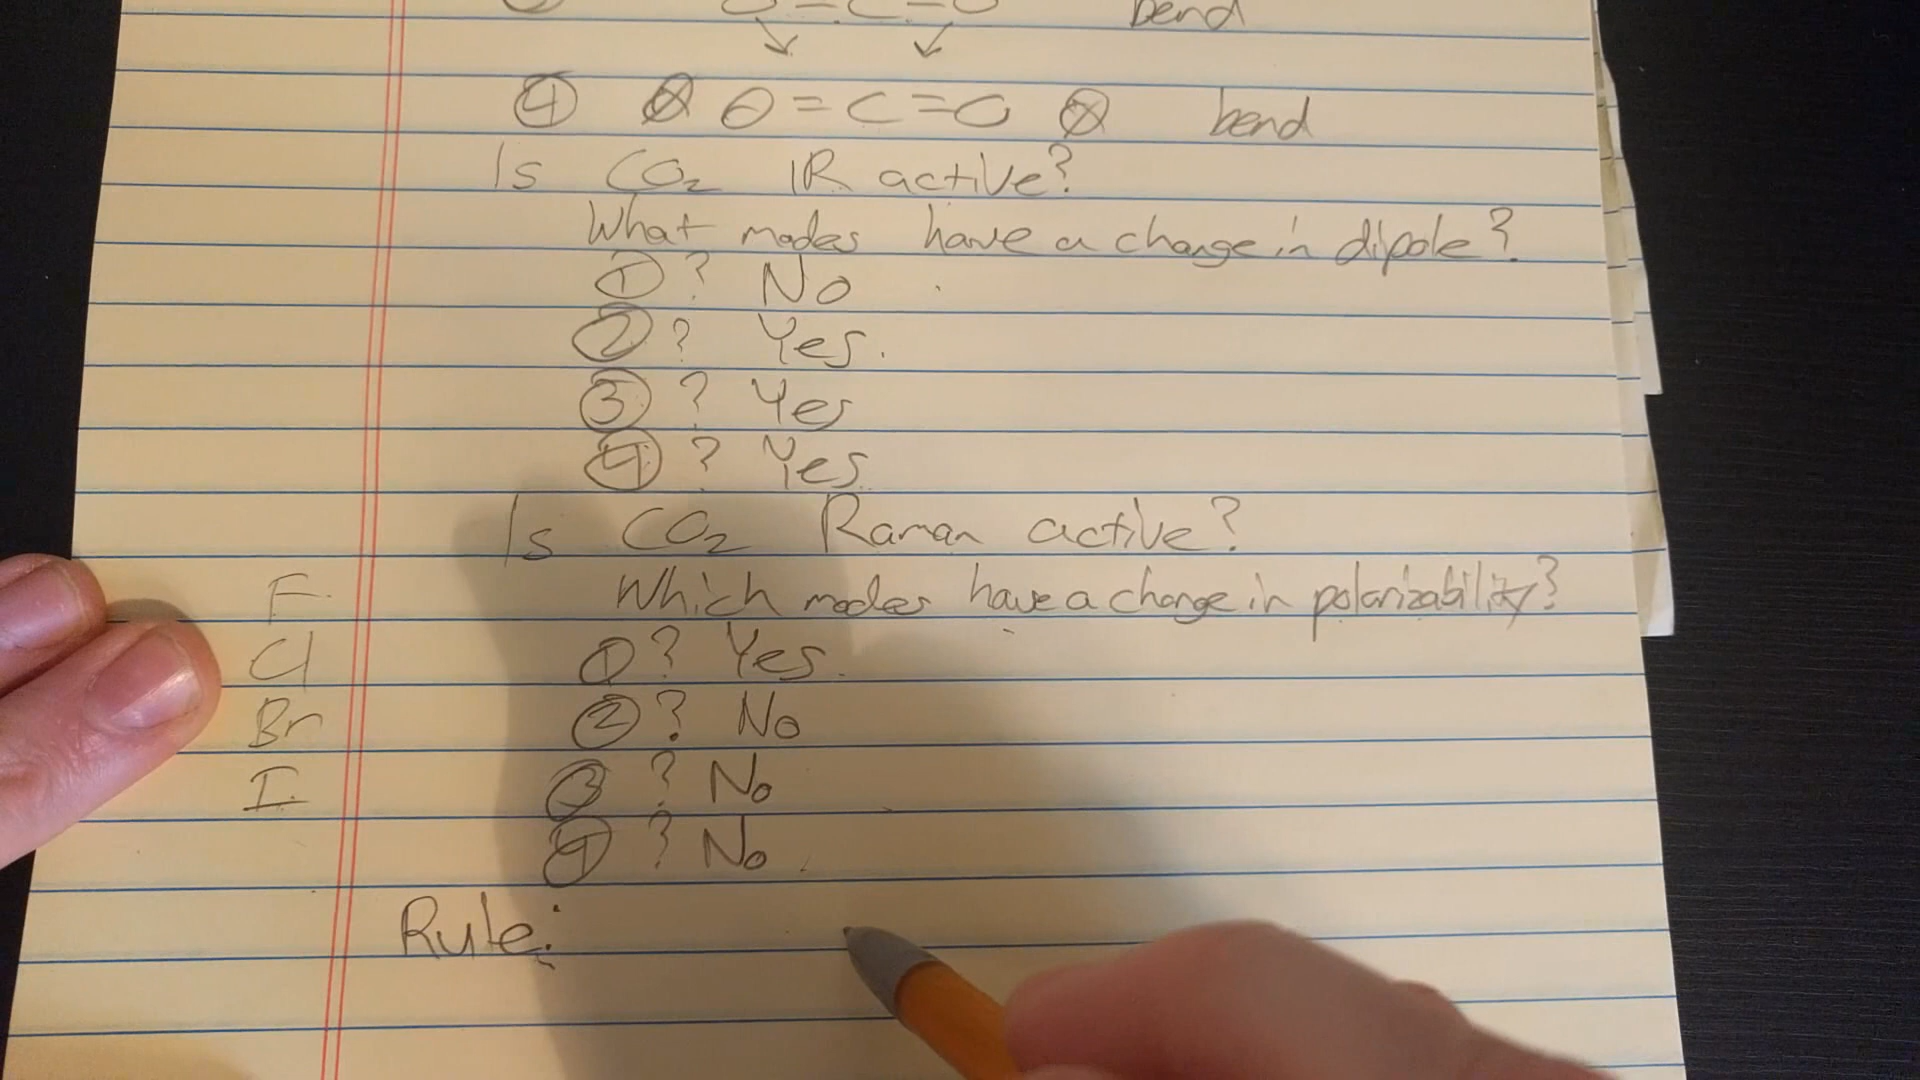 ③ O=C=O bend
④ ⊗ O=C=O ⊗ bend
Is CO₂ IR active?
What modes have a change in dipole?
①? No
②? Yes.
③? Yes
④? Yes
Is CO₂ Raman active?
F Which modes have a change in polarizability?
Cl ①? Yes.
Br ②? No
I ③? No
④? No
Rule: